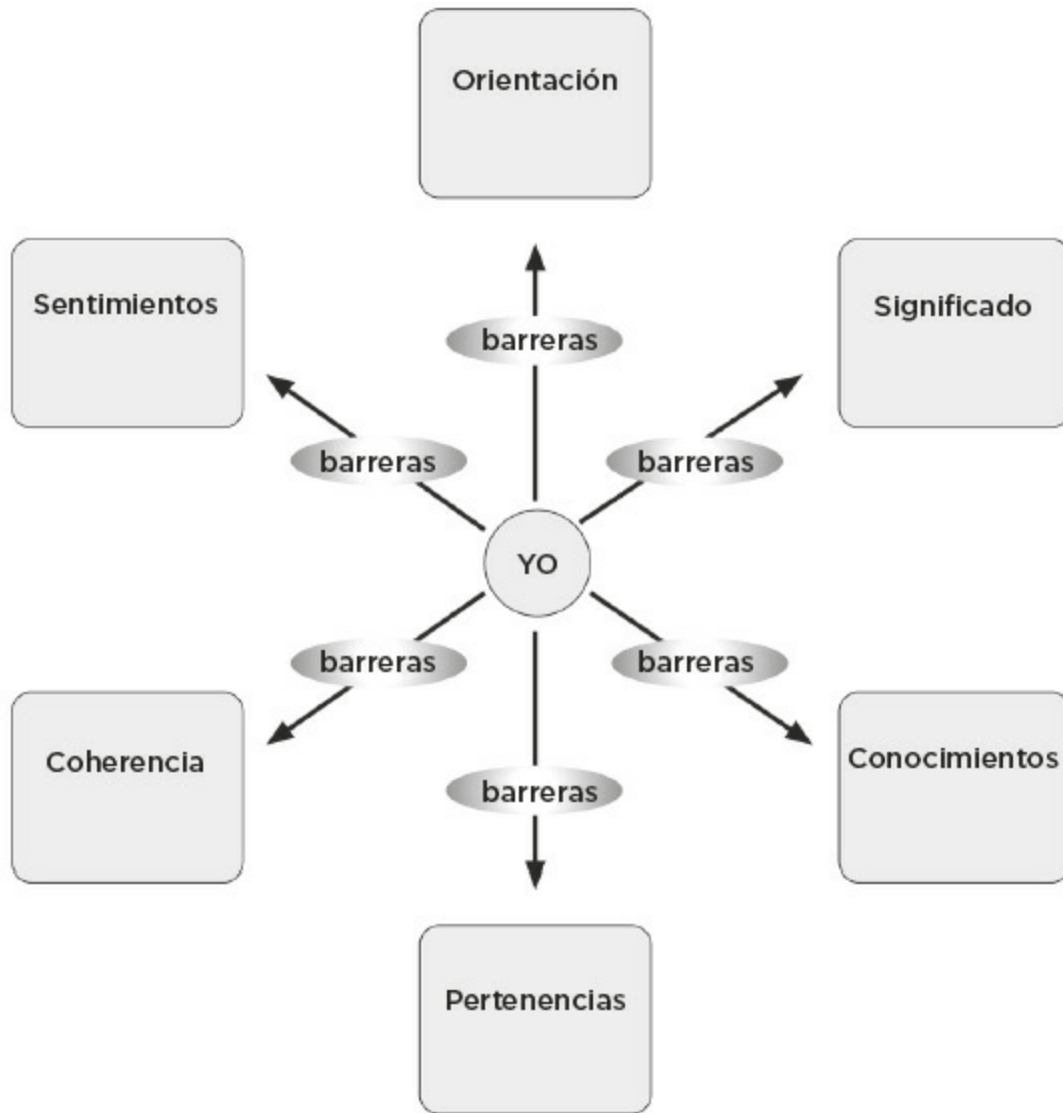 Orientación
Sentimientos
Significado
barreras
barreras
barreras
YO
barreras
barreras
Coherencia
Conocimientos
barreras
Pertenencias